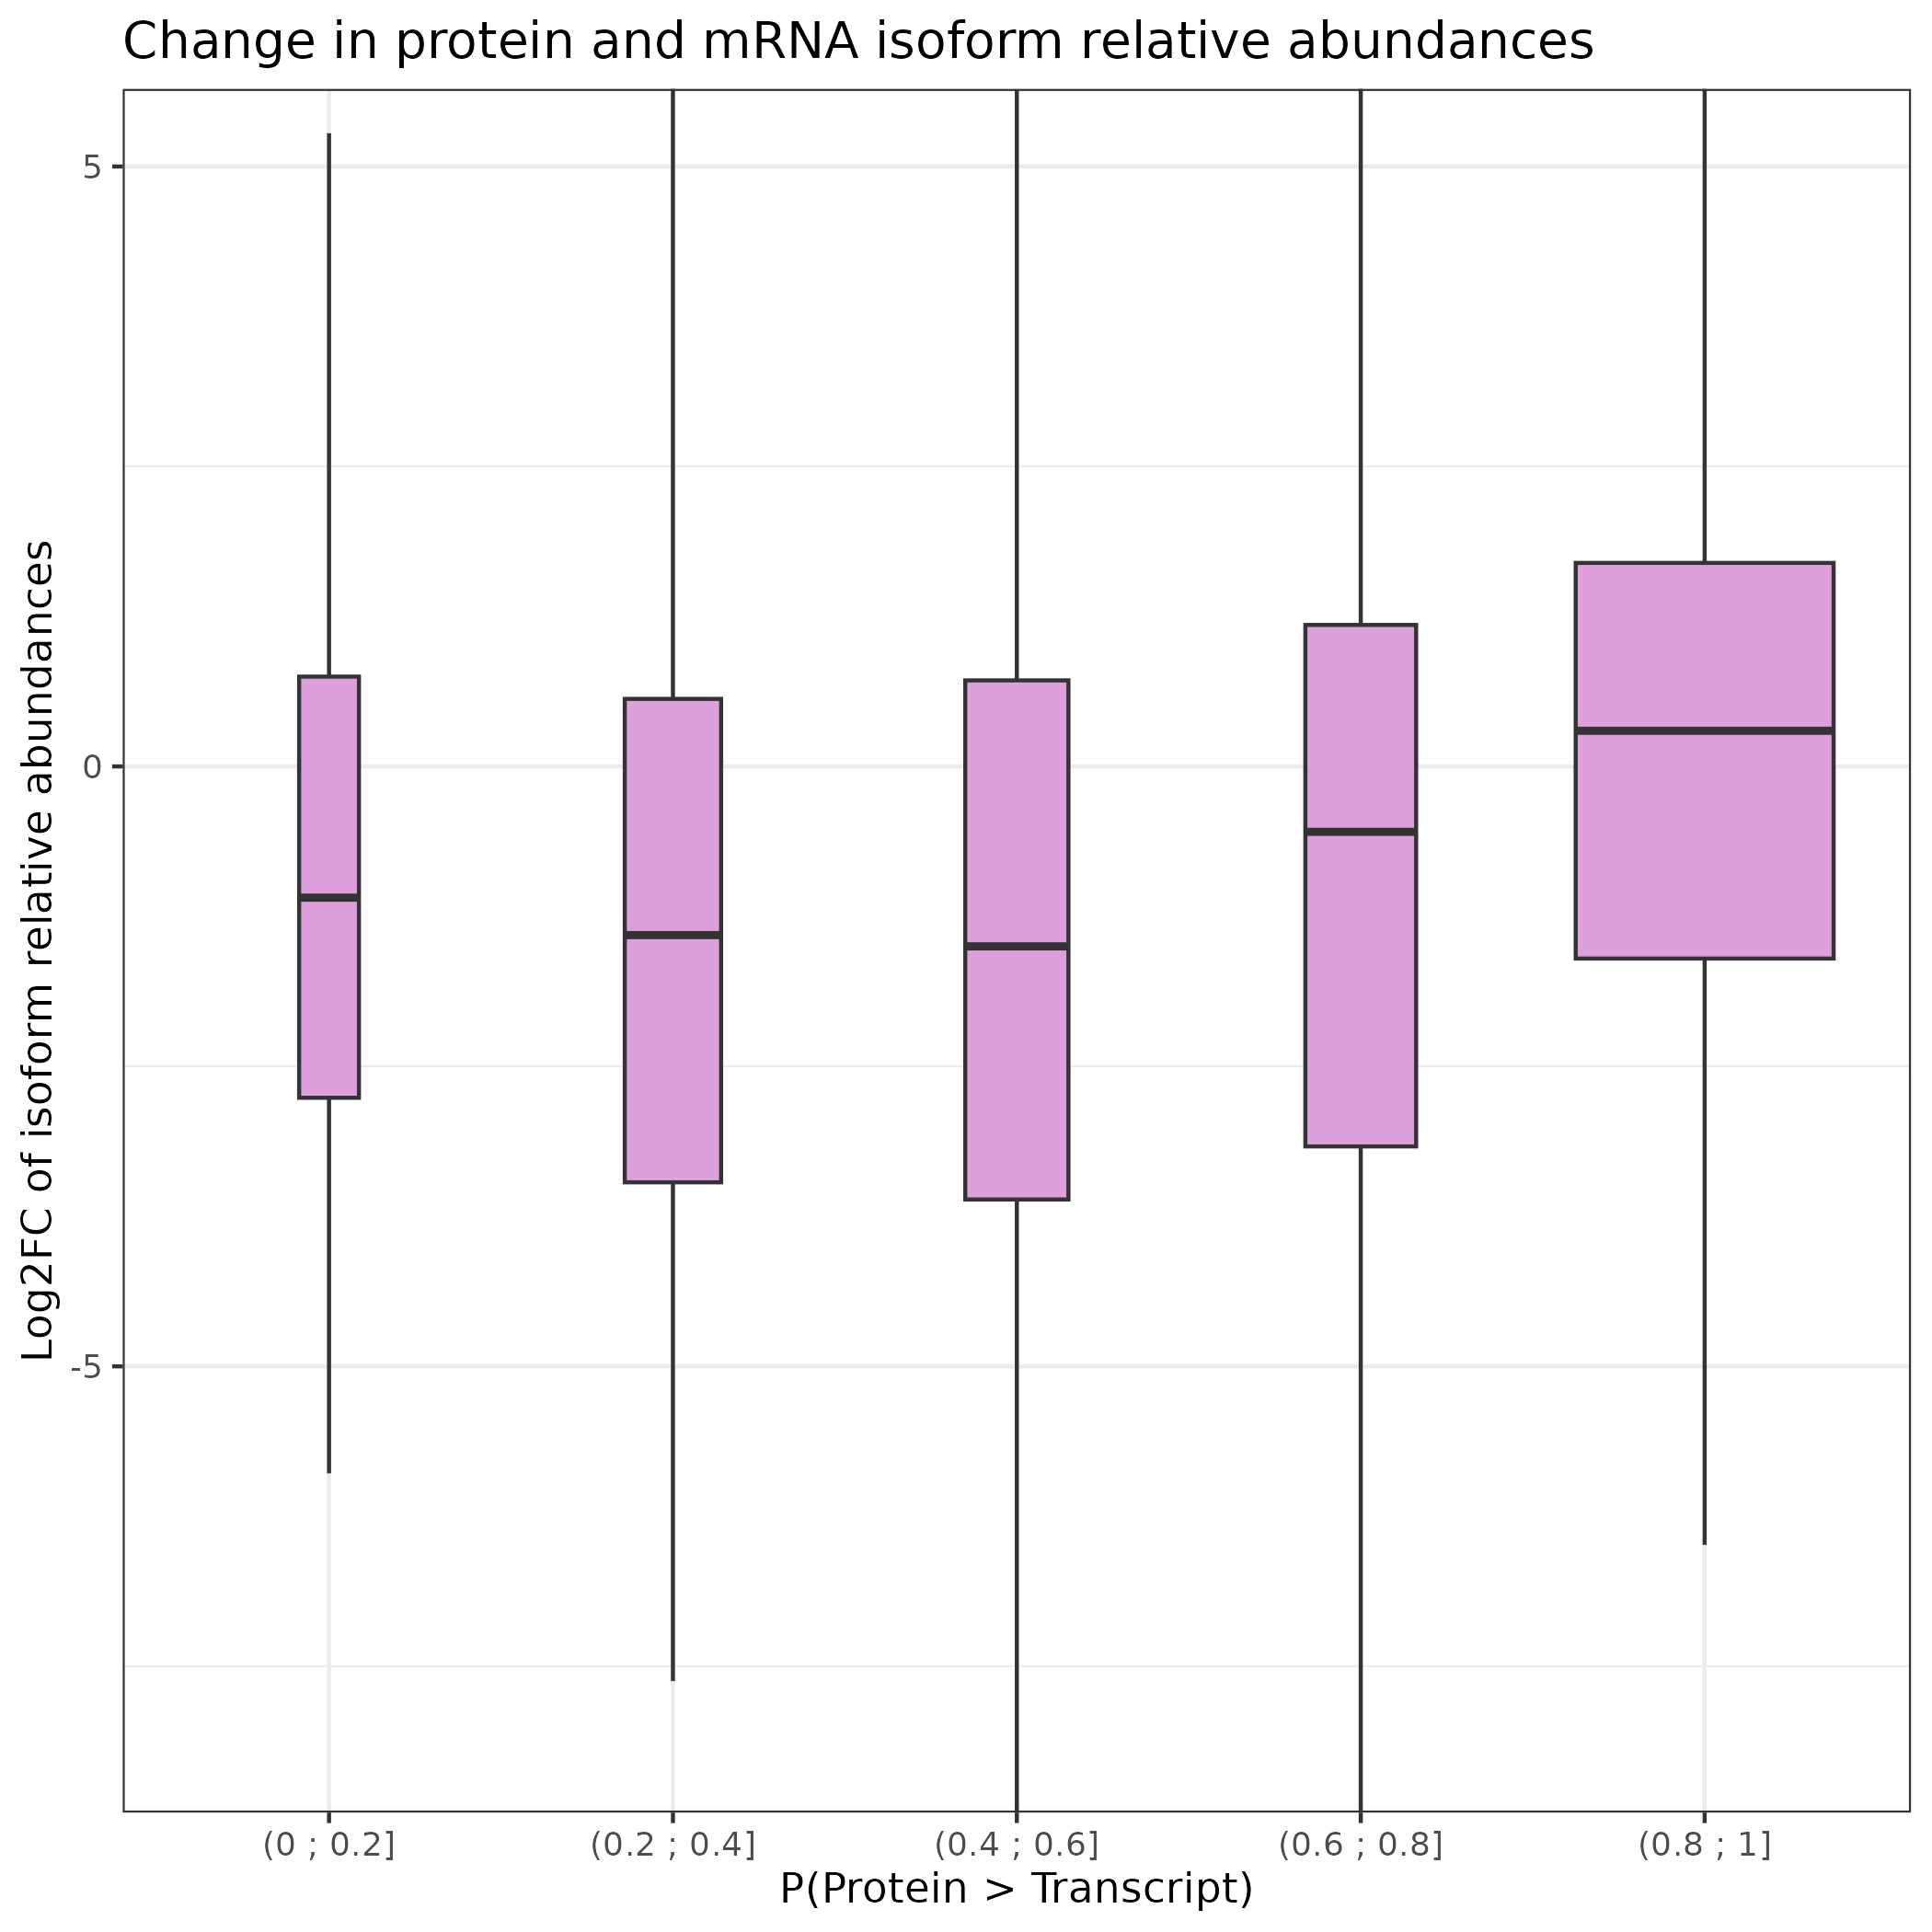 Change in protein and mRNA isoform relative abundances
Log2FC of isoform relative abundances
5
0
-5
(0 ; 0.2]
(0.2 ; 0.4]
(0.4 ; 0.6]
(0.6 ; 0.8]
(0.8 ; 1]
P(Protein > Transcript)